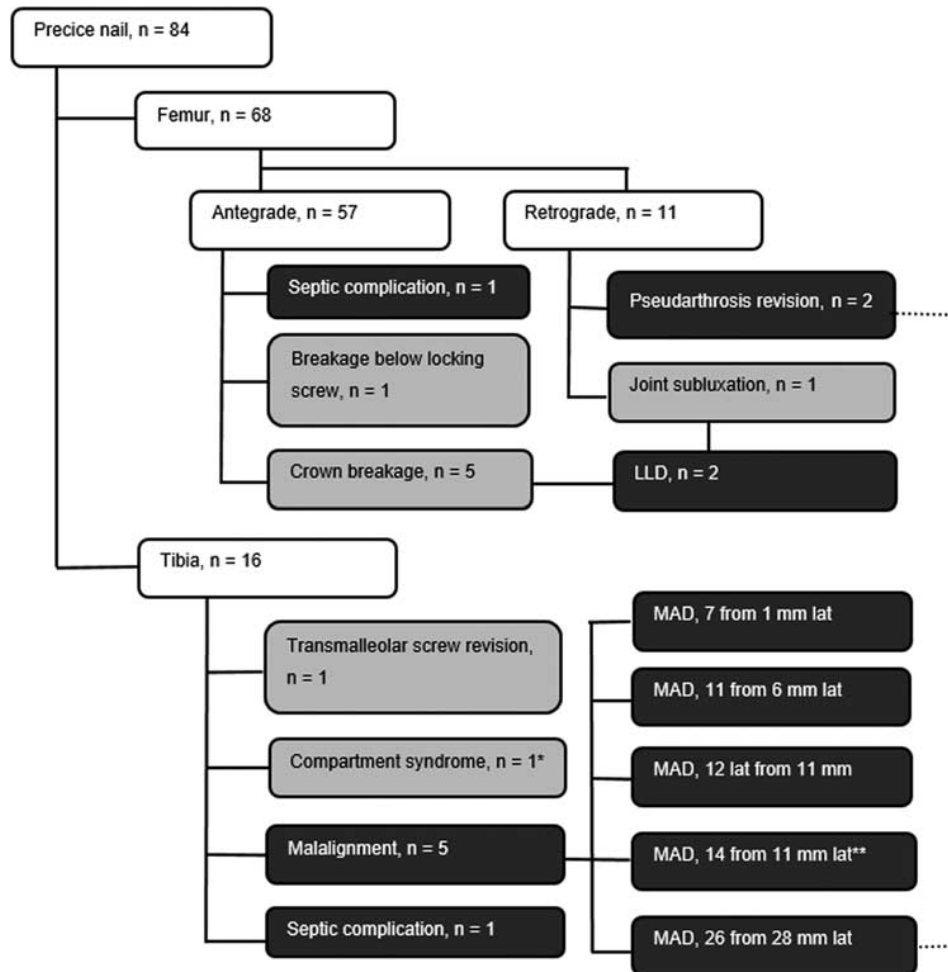 Precice nail, n = 84
Femur, n = 68
Antegrade, n = 57
Retrograde, n = 11
Septic complication, n = 1
Pseudarthrosis revision, n = 2
Breakage below locking
screw, n = 1
Joint subluxation, n = 1
Crown breakage, n = 5
LLD, n = 2
Tibia, n = 16
Transmalleolar screw revision,
n = 1
Compartment syndrome, n = 1*
Malalignment, n = 5
Septic complication, n = 1
MAD, 7 from 1 mm lat
MAD, 11 from 6 mm lat
MAD, 12 lat from 11 mm
MAD, 14 from 11 mm lat**
MAD, 26 from 28 mm lat